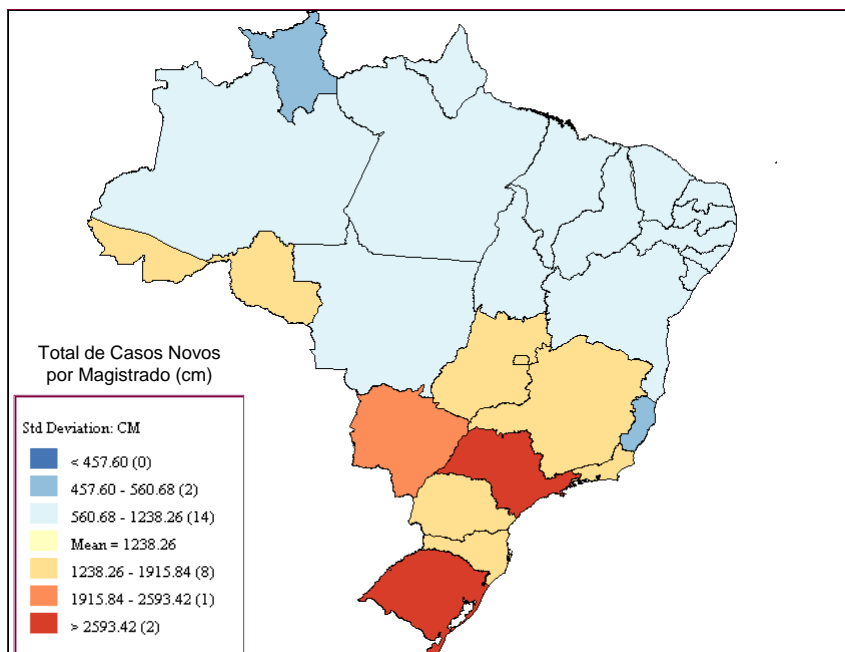 Total de Casos Novos
por Magistrado (cm)
Std Deviation: CM
< 457.60 (0)
457.60 - 560.68 (2)
560.68 - 1238.26 (14)
Mean = 1238.26
1238.26 - 1915.84 (8)
1915.84 - 2593.42 (1)
> 2593.42 (2)